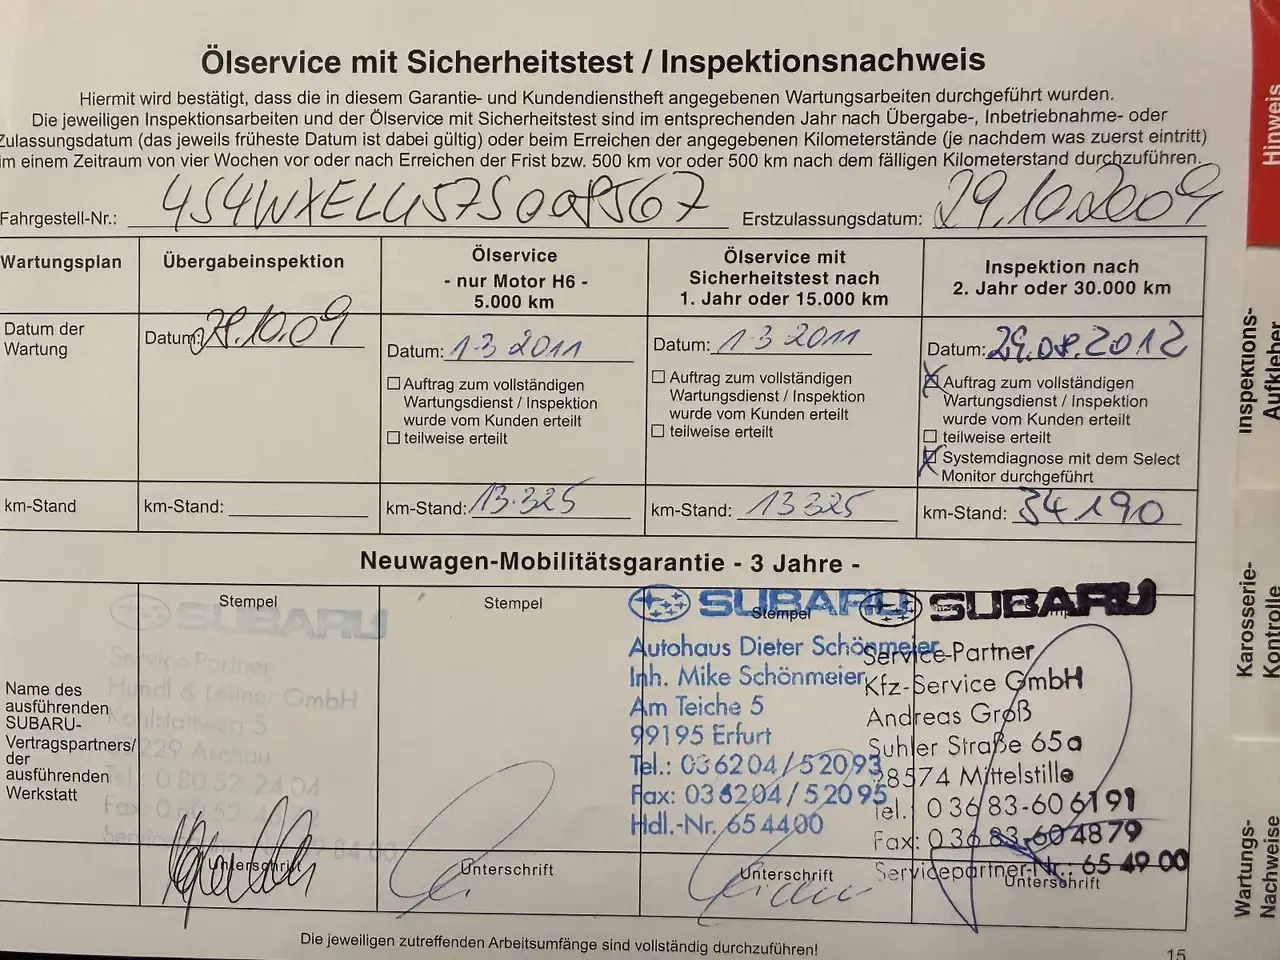 Ölservice mit Sicherheitstest / Inspektionsnachweis
Hiermit wird bestätigt, dass die in diesem Garantie- und Kundendienstheft angegebenen Wartungsarbeiten durchgeführt wurden.
Die jeweiligen Inspektionsarbeiten und der Ölservice mit Sicherheitstest sind im entsprechenden Jahr nach Übergabe-, Inbetriebnahme- oder
Zulassungsdatum (das jeweils früheste Datum ist dabei gültig) oder beim Erreichen der angegebenen Kilometerstände (je nachdem was zuerst eintritt)
im einem Zeitraum von vier Wochen vor oder nach Erreichen der Frist bzw. 500 km vor oder 500 km nach dem fälligen Kilometerstand durchzuführen.
Fahrgestell-Nr.:
Erstzulassungsdatum: 29.10.2009
Wartungsplan
Übergabeinspektion
Ölservice
- nur Motor H6 -
5.000 km
Ölservice mit
Sicherheitstest nach
1. Jahr oder 15.000 km
Inspektion nach
2. Jahr oder 30.000 km
Datum der
Wartung
Datum: 28.10.09
Datum: 1.3 2011
Auftrag zum vollständigen
Wartungsdienst / Inspektion
wurde vom Kunden erteilt
teilweise erteilt
Datum: 1 3 2011
Auftrag zum vollständigen
Wartungsdienst / Inspektion
wurde vom Kunden erteilt
teilweise erteilt
Datum: 29.08.2012
Auftrag zum vollständigen
Wartungsdienst / Inspektion
wurde vom Kunden erteilt
teilweise erteilt
Systemdiagnose mit dem Select
Monitor durchgeführt
km-Stand
km-Stand:
km-Stand: 13.325
km-Stand: 13325
km-Stand: 34190
Neuwagen-Mobilitätsgarantie - 3 Jahre -
Name des
ausführenden
SUBARU-
Vertragspartners/
der
ausführenden
Werkstatt
Stempel
SUBARU
Service Partner
GmbH
5
Aschau
Unterschrift
Stempel
Unterschrift
SUBARU
Stempel
Autohaus Dieter Schönmeier
Inh. Mike Schönmeier
Am Teiche 5
99195 Erfurt
Tel.: 036204/52093
Fax: 036204/52095
Hdl.-Nr. 654400
Unterschrift
SUBARU
Service-Partner
Kfz-Service GmbH
Andreas Groß
Suhler Straße 65a
98574 Mittelstille
Tel. 03683-606191
Fax: 03683-604879
Servicepartner-Nr.: 654900
Unterschrift
Die jeweiligen zutreffenden Arbeitsumfänge sind vollständig durchzuführen!
15
Hinweis
Inspektions-
Aufkleber
Karosserie-
Kontrolle
Wartungs-
Nachweise